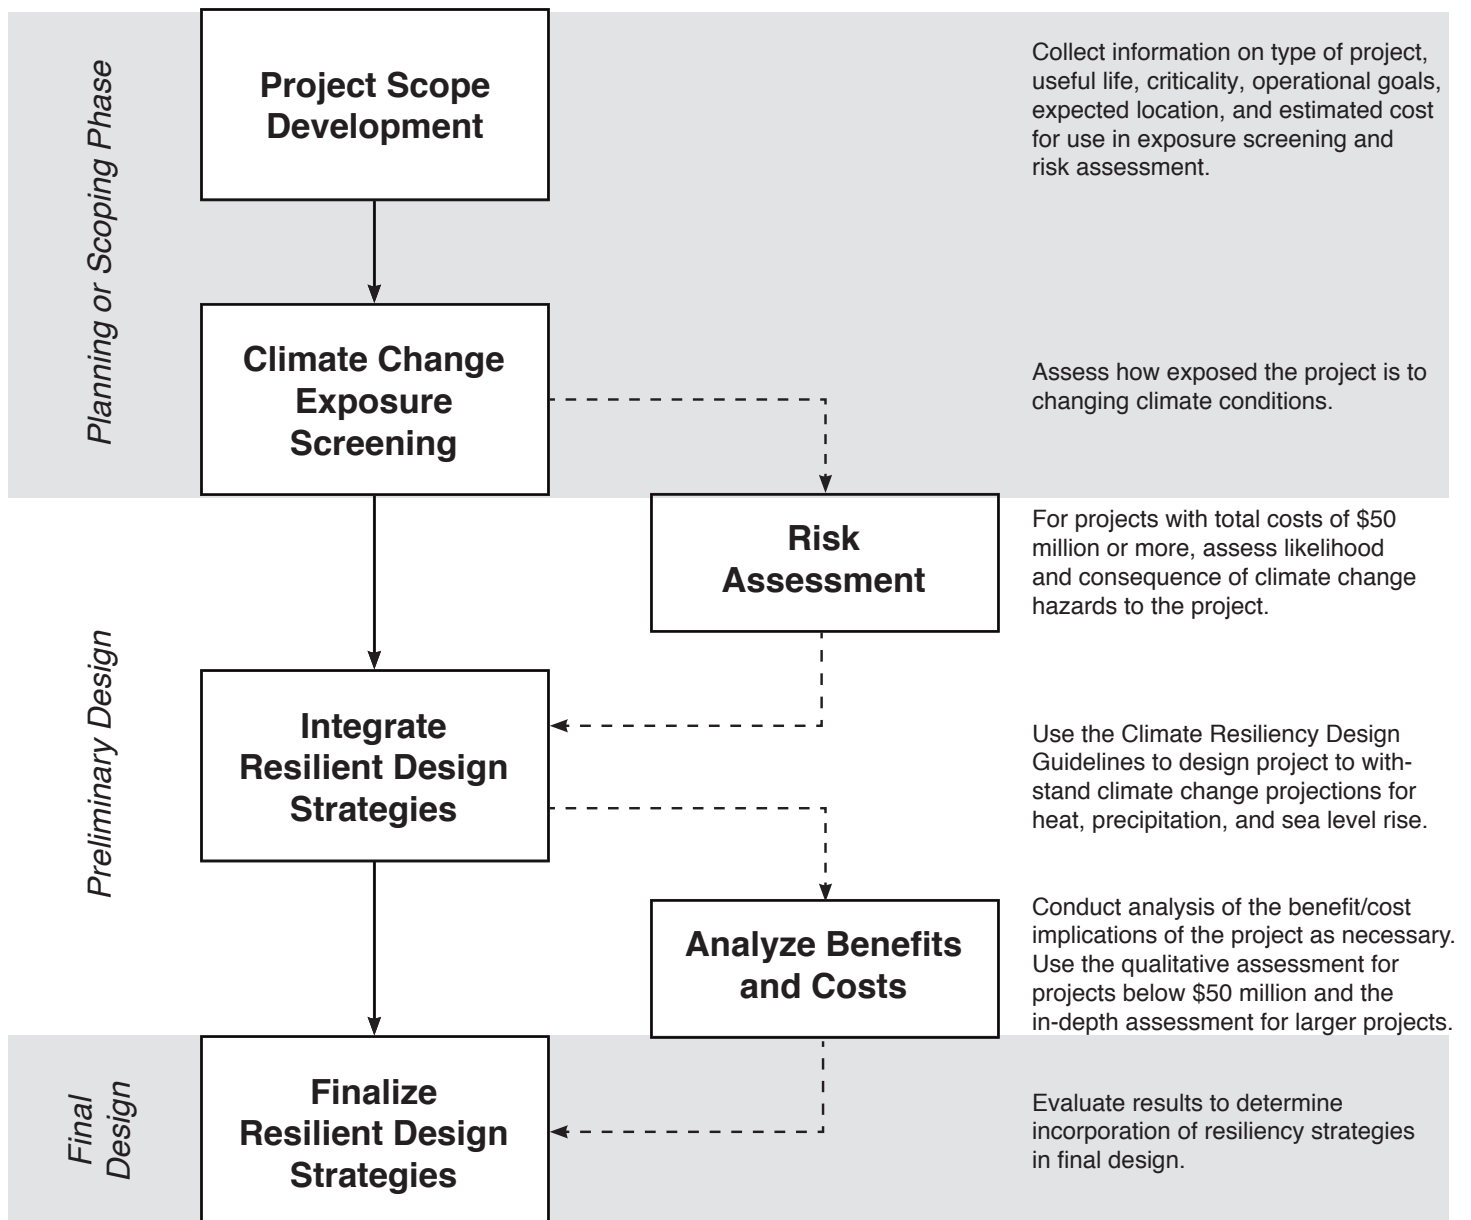 Planning or Scoping Phase
Project Scope
Development
Collect information on type of project,
useful life, criticality, operational goals,
expected location, and estimated cost
for use in exposure screening and
risk assessment.
Climate Change
Exposure
Screening
Assess how exposed the project is to
changing climate conditions.
Preliminary Design
Risk
Assessment
For projects with total costs of $50
million or more, assess likelihood
and consequence of climate change
hazards to the project.
Integrate
Resilient Design
Strategies
Use the Climate Resiliency Design
Guidelines to design project to with-
stand climate change projections for
heat, precipitation, and sea level rise.
Analyze Benefits
and Costs
Conduct analysis of the benefit/cost
implications of the project as necessary.
Use the qualitative assessment for
projects below $50 million and the
in-depth assessment for larger projects.
Final
Design
Finalize
Resilient Design
Strategies
Evaluate results to determine
incorporation of resiliency strategies
in final design.